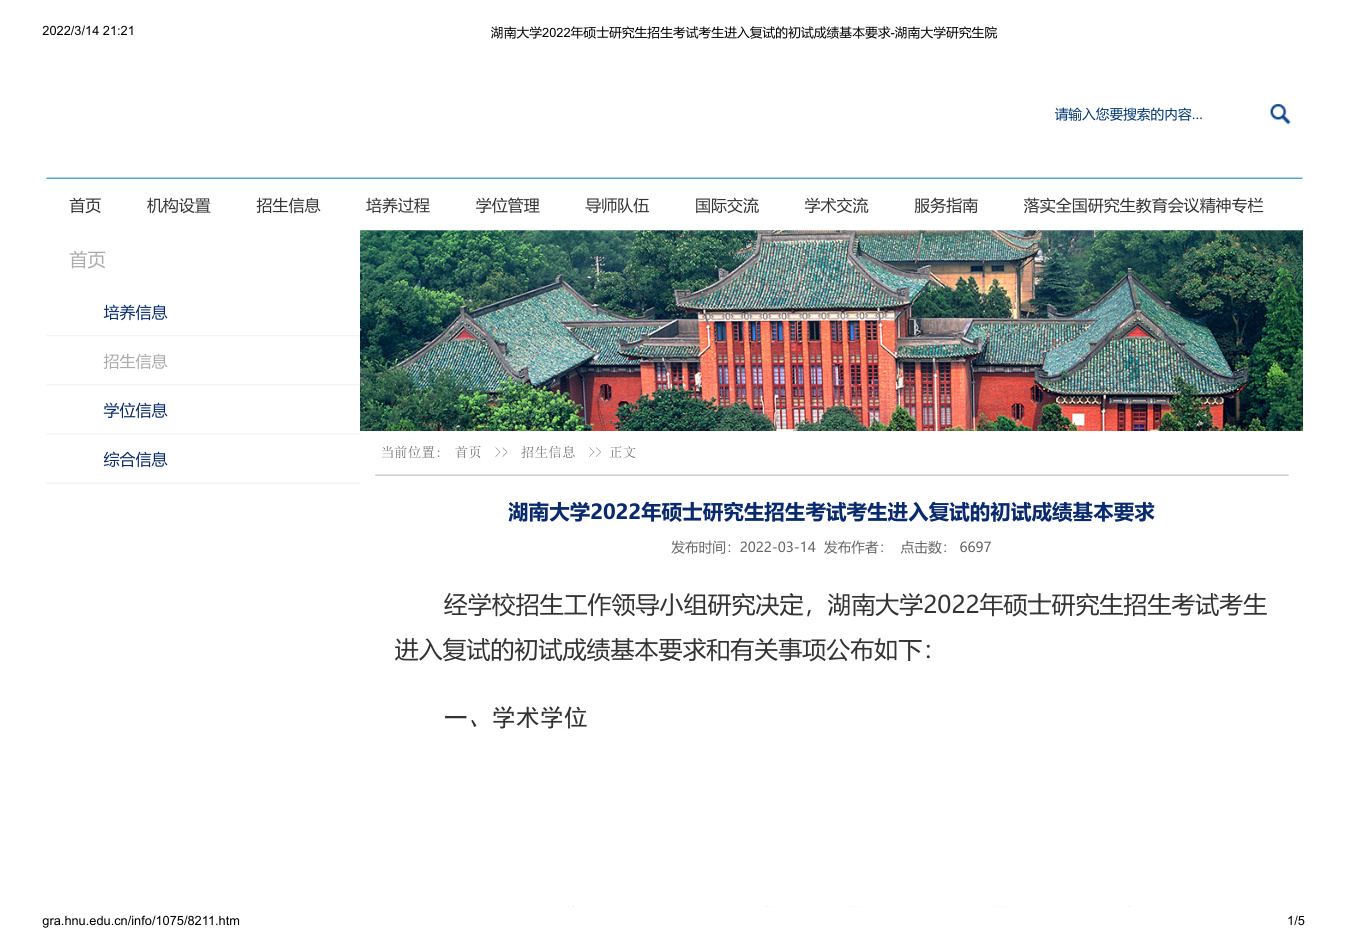 2022/3/14 21:21
湖南大学2022年硕士研究生招生考试考生进入复试的初试成绩基本要求-湖南大学研究生院
请输入您要搜索的内容...
首页 机构设置 招生信息 培养过程 学位管理 导师队伍 国际交流 学术交流 服务指南 落实全国研究生教育会议精神专栏
首页
培养信息
招生信息
学位信息
综合信息
当前位置： 首页 >> 招生信息 >> 正文
湖南大学2022年硕士研究生招生考试考生进入复试的初试成绩基本要求
发布时间：2022-03-14 发布作者： 点击数： 6697
经学校招生工作领导小组研究决定，湖南大学2022年硕士研究生招生考试考生
进入复试的初试成绩基本要求和有关事项公布如下：
一、学术学位
gra.hnu.edu.cn/info/1075/8211.htm
1/5